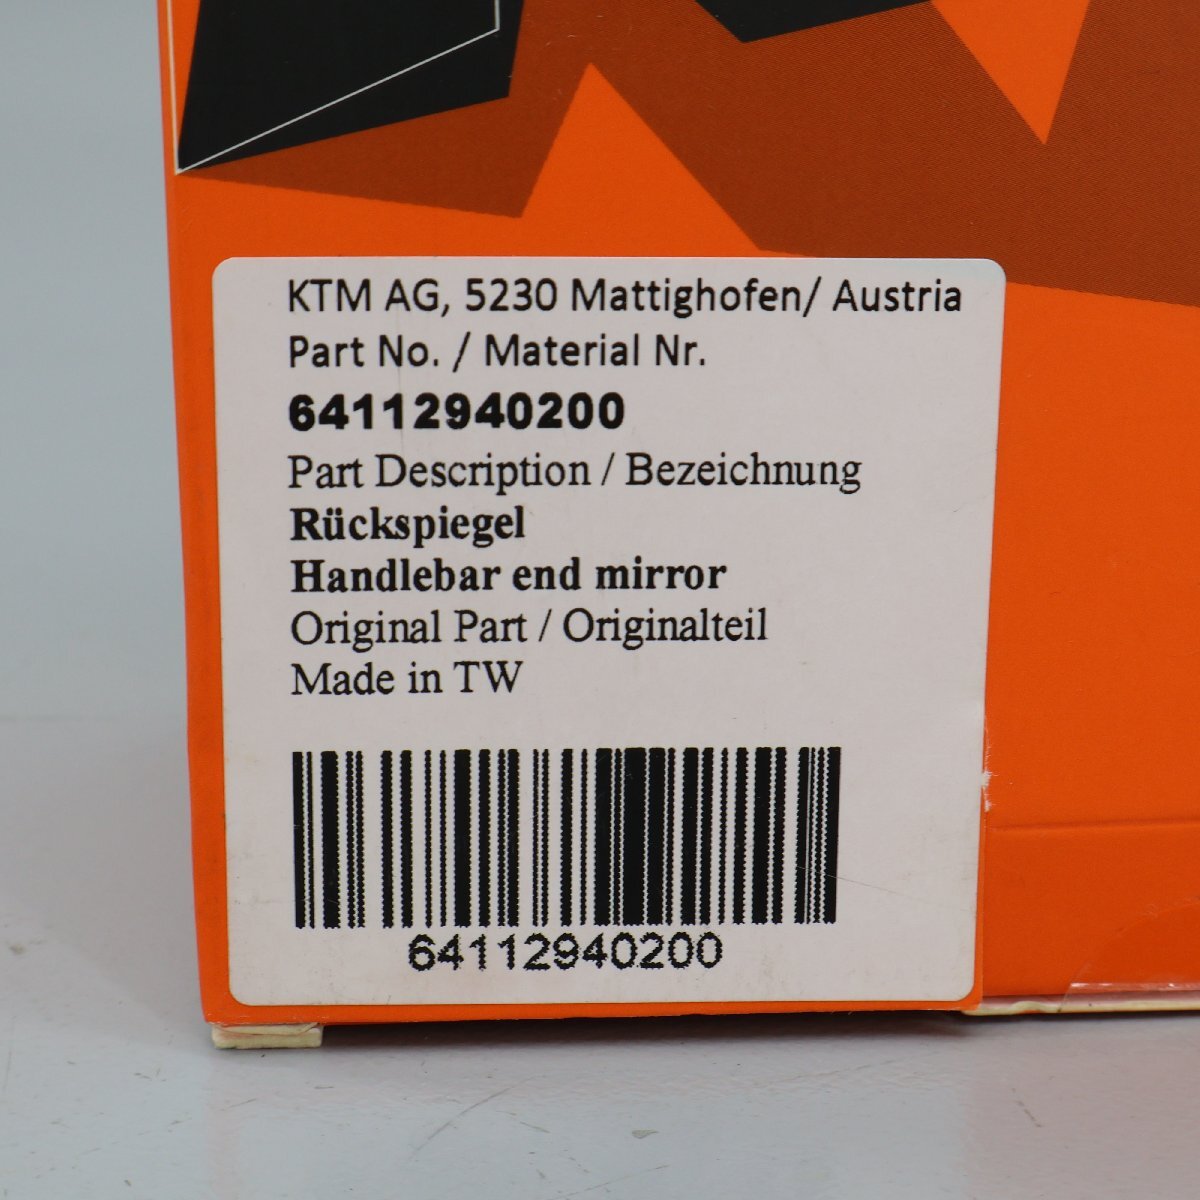 KTM AG, 5230 Mattighofen/ Austria
Part No. / Material Nr.
64112940200
Part Description / Bezeichnung
Rückspiegel
Handlebar end mirror
Original Part / Originalteil
Made in TW
64112940200